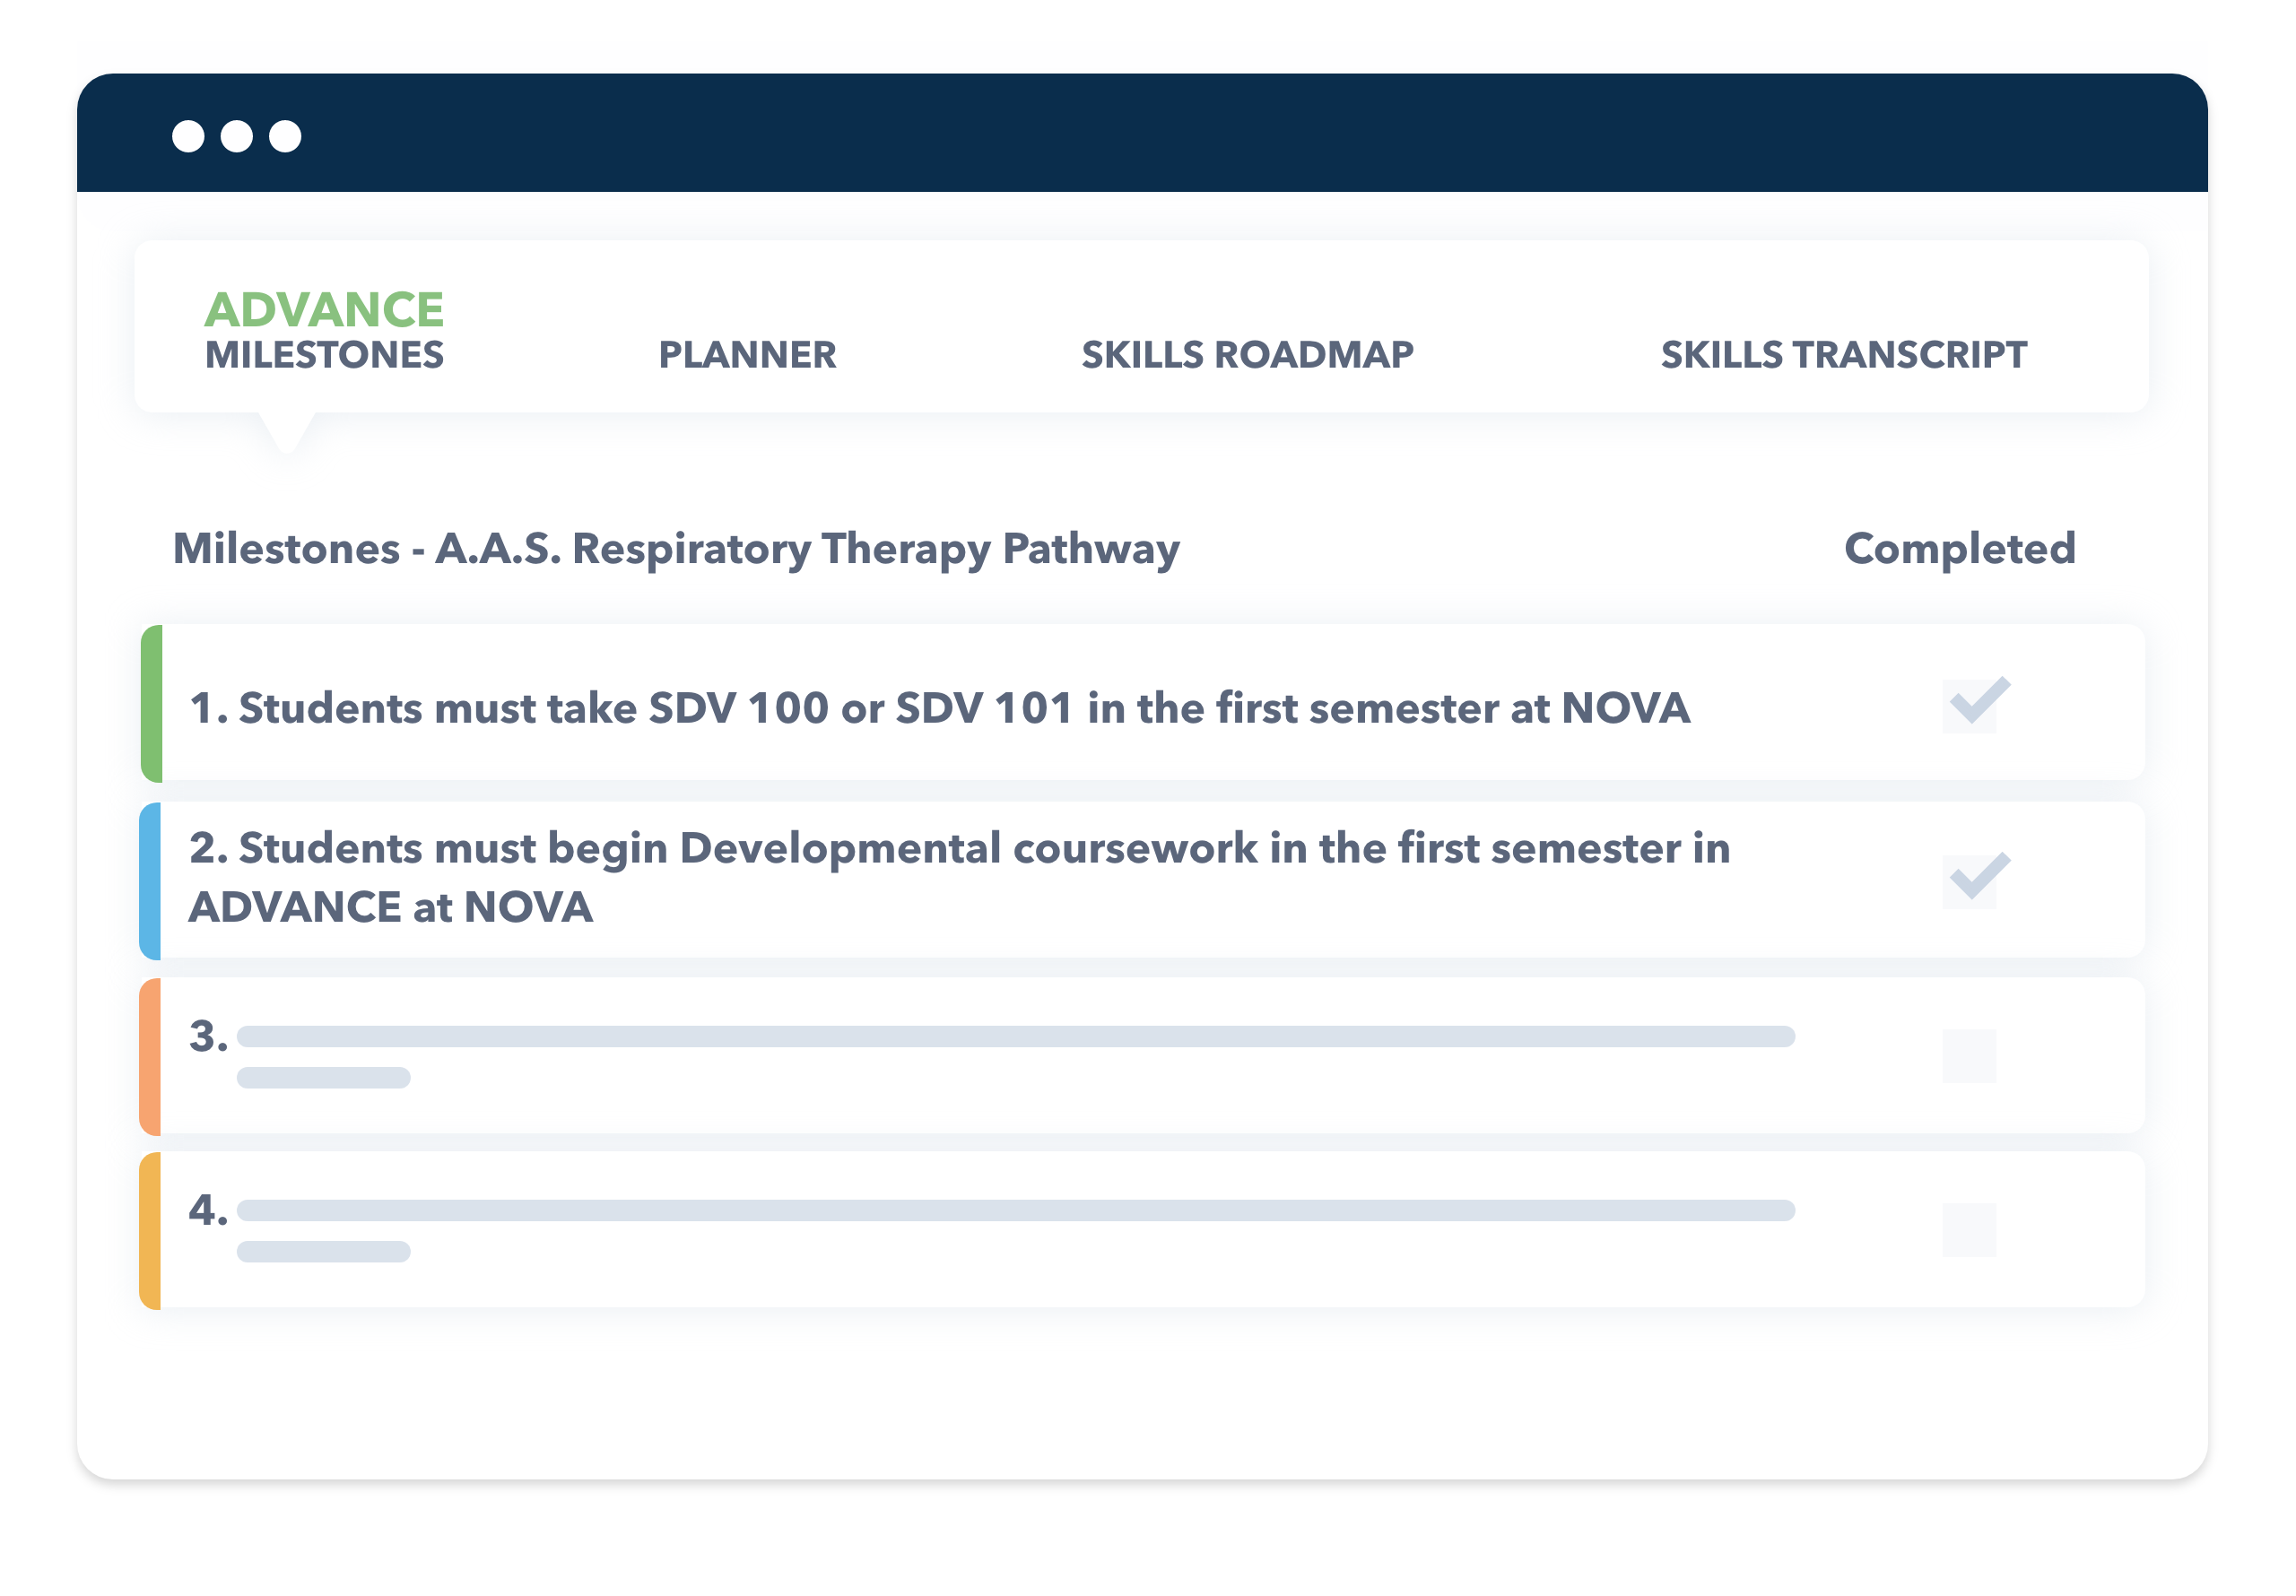 ADVANCE
MILESTONES
PLANNER
SKILLS ROADMAP
SKILLS TRANSCRIPT
Milestones - A.A.S. Respiratory Therapy Pathway
Completed
1. Students must take SDV 100 or SDV 101 in the first semester at NOVA
2. Students must begin Developmental coursework in the first semester in
ADVANCE at NOVA
3.
4.